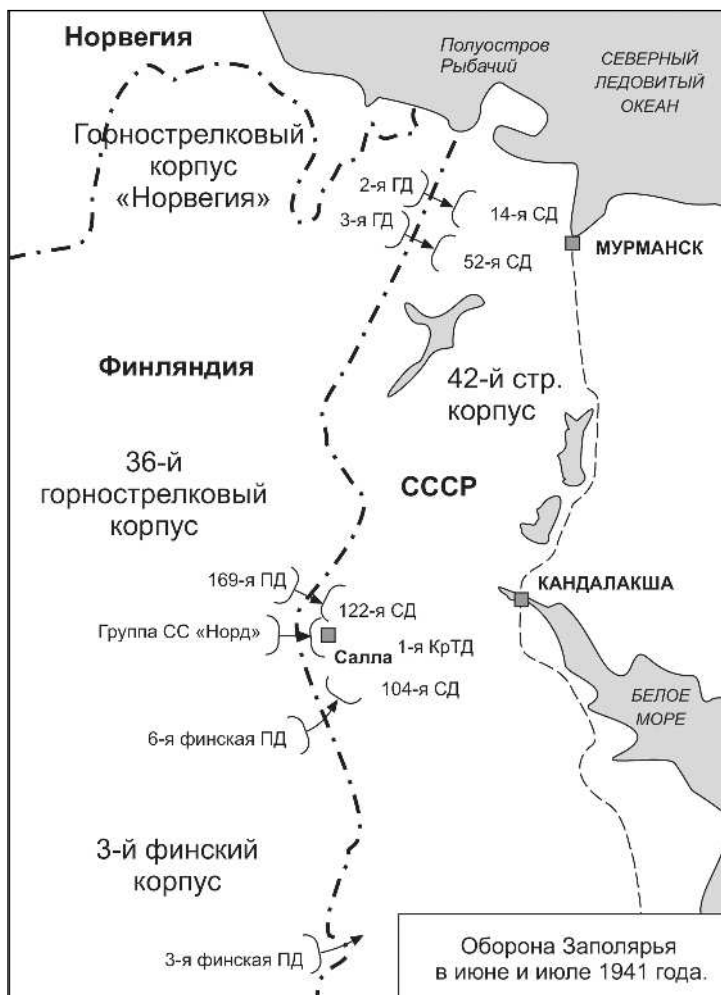 Норвегия
Полуостров
Рыбачий
СЕВЕРНЫЙ
ЛЕДОВИТЫЙ
ОКЕАН
Горнострелковый
корпус
«Норвегия»
2-я ГД
14-я СД
3-я ГД
52-я СД
МУРМАНСК
Финляндия
42-й стр.
корпус
36-й
горнострелковый
корпус
СССР
169-я ПД
122-я СД
КАНДАЛАКША
Группа СС «Норд»
Салла
1-я КрТД
104-я СД
БЕЛОЕ
МОРЕ
6-я финская ПД
3-й финский
корпус
3-я финская ПД
Оборона Заполярья
в июне и июле 1941 года.